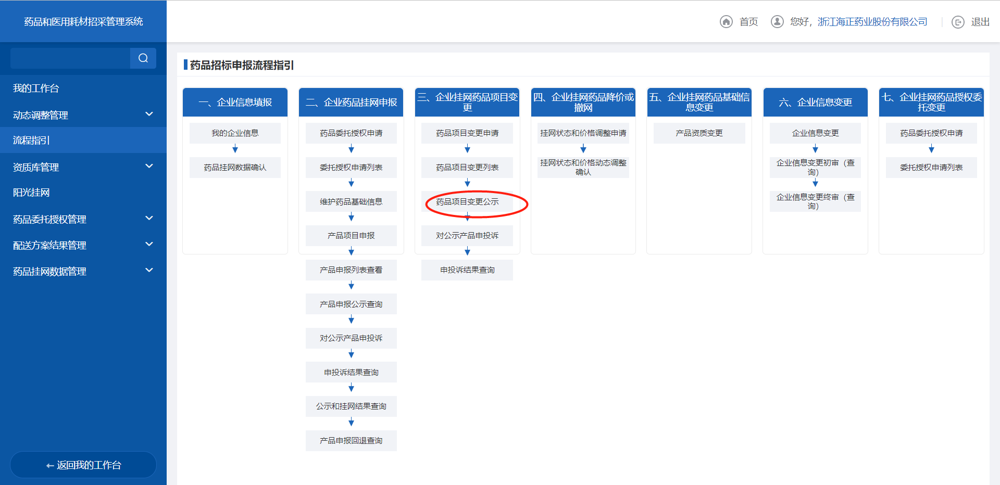 药品和医用耗材招采管理系统
首页
您好，浙江海正药业股份有限公司
退出
我的工作台
动态调整管理
流程指引
资质库管理
阳光挂网
药品委托授权管理
配送方案结果管理
药品挂网数据管理
返回我的工作台
药品招标申报流程指引
一、企业信息填报
我的企业信息
药品挂网数据确认
二、企业药品挂网申报
药品委托授权申请
委托授权申请列表
维护药品基础信息
产品项目申报
产品申报列表查看
产品申报公示查询
对公示产品申投诉
申投诉结果查询
公示和挂网结果查询
产品申报回退查询
三、企业挂网药品项目变
更
药品项目变更申请
药品项目变更列表
药品项目变更公示
对公示产品申投诉
申投诉结果查询
四、企业挂网药品降价或
撤网
挂网状态和价格调整申请
挂网状态和价格动态调整
确认
五、企业挂网药品基础信
息变更
产品资质变更
六、企业信息变更
企业信息变更
企业信息变更初审（查
询）
企业信息变更终审（查
询）
七、企业挂网药品授权委
托变更
药品委托授权申请
委托授权申请列表